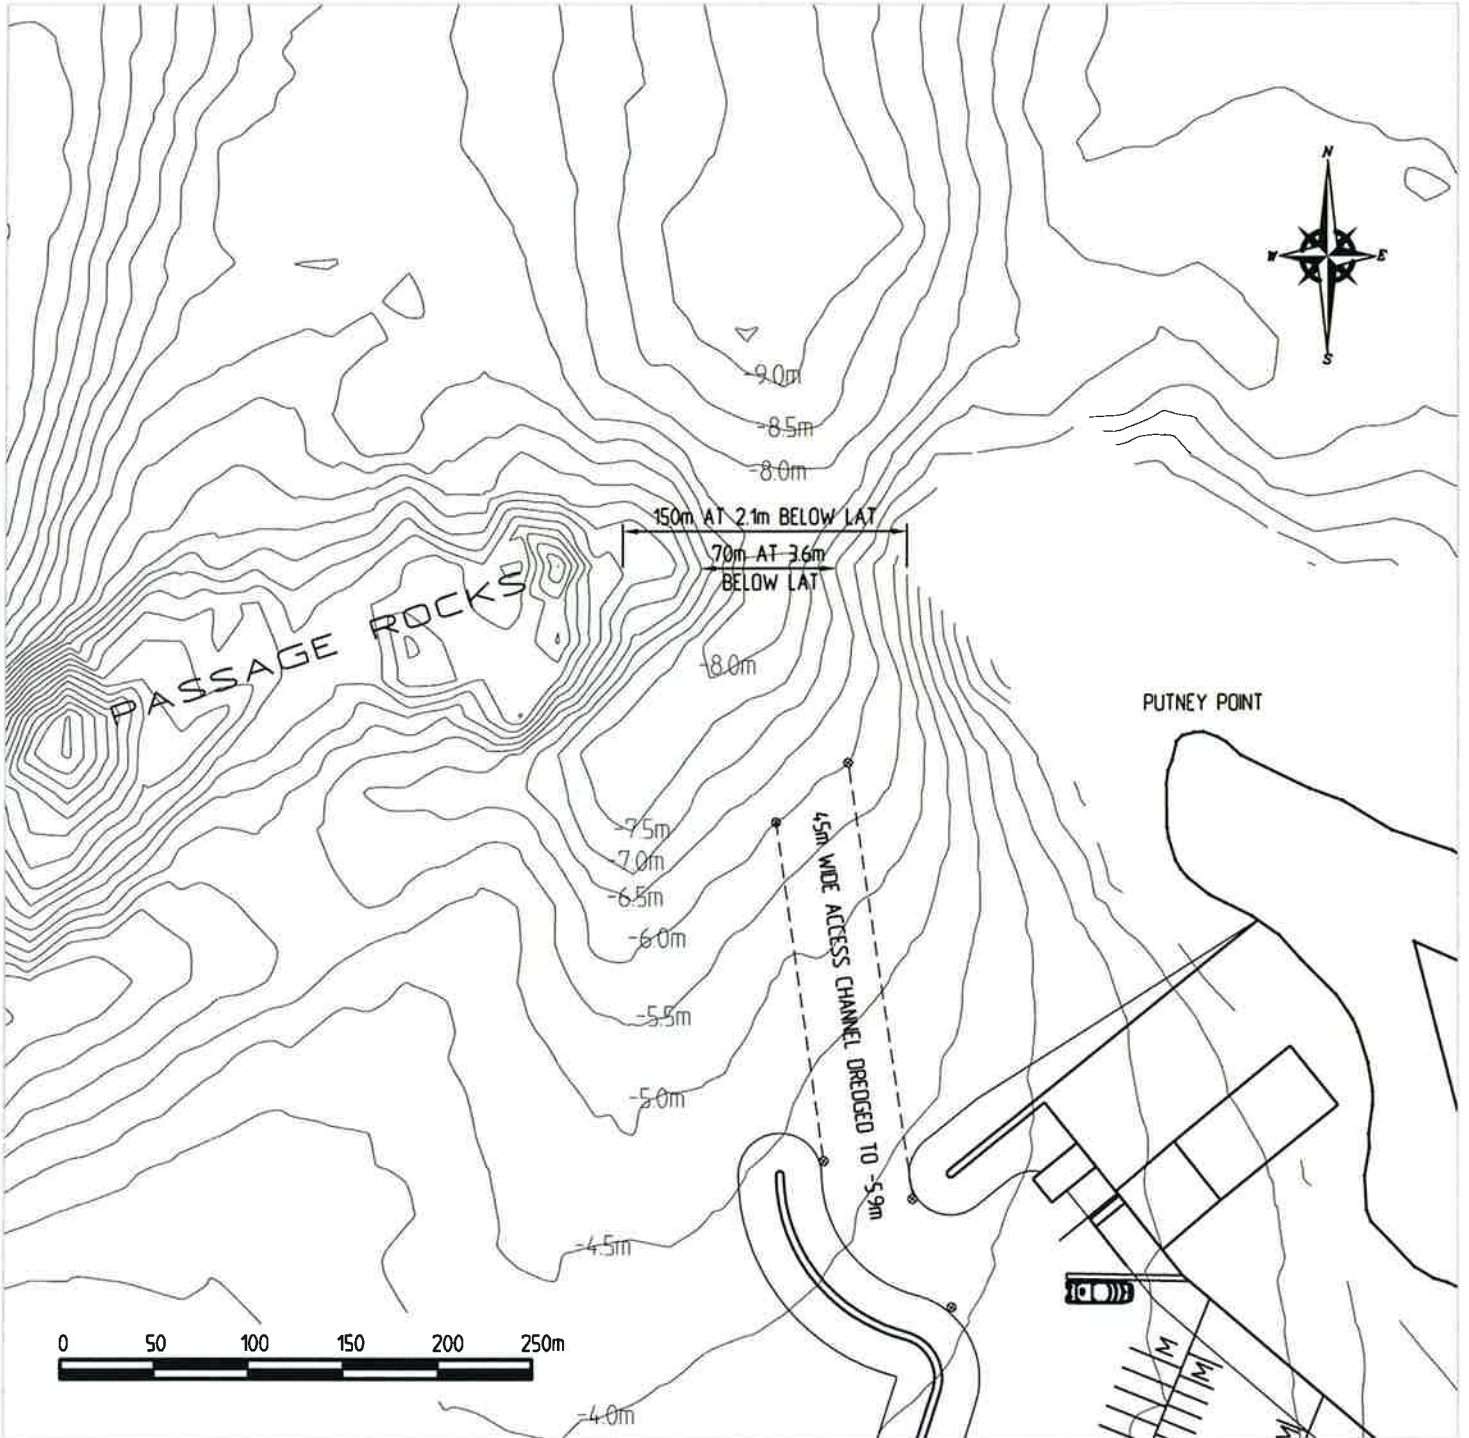 N
W E
S
-9.0m
-8.5m
-8.0m
150m AT 2.1m BELOW LAT
70m AT 3.6m
BELOW LAT
PASSAGE ROCKS
-8.0m
PUTNEY POINT
-7.5m
-7.0m
-6.5m
-6.0m
-5.5m
-5.0m
45m WIDE ACCESS CHANNEL DREDGED TO -5.9m
-4.5m
-4.0m
0 50 100 150 200 250m
M
M
M